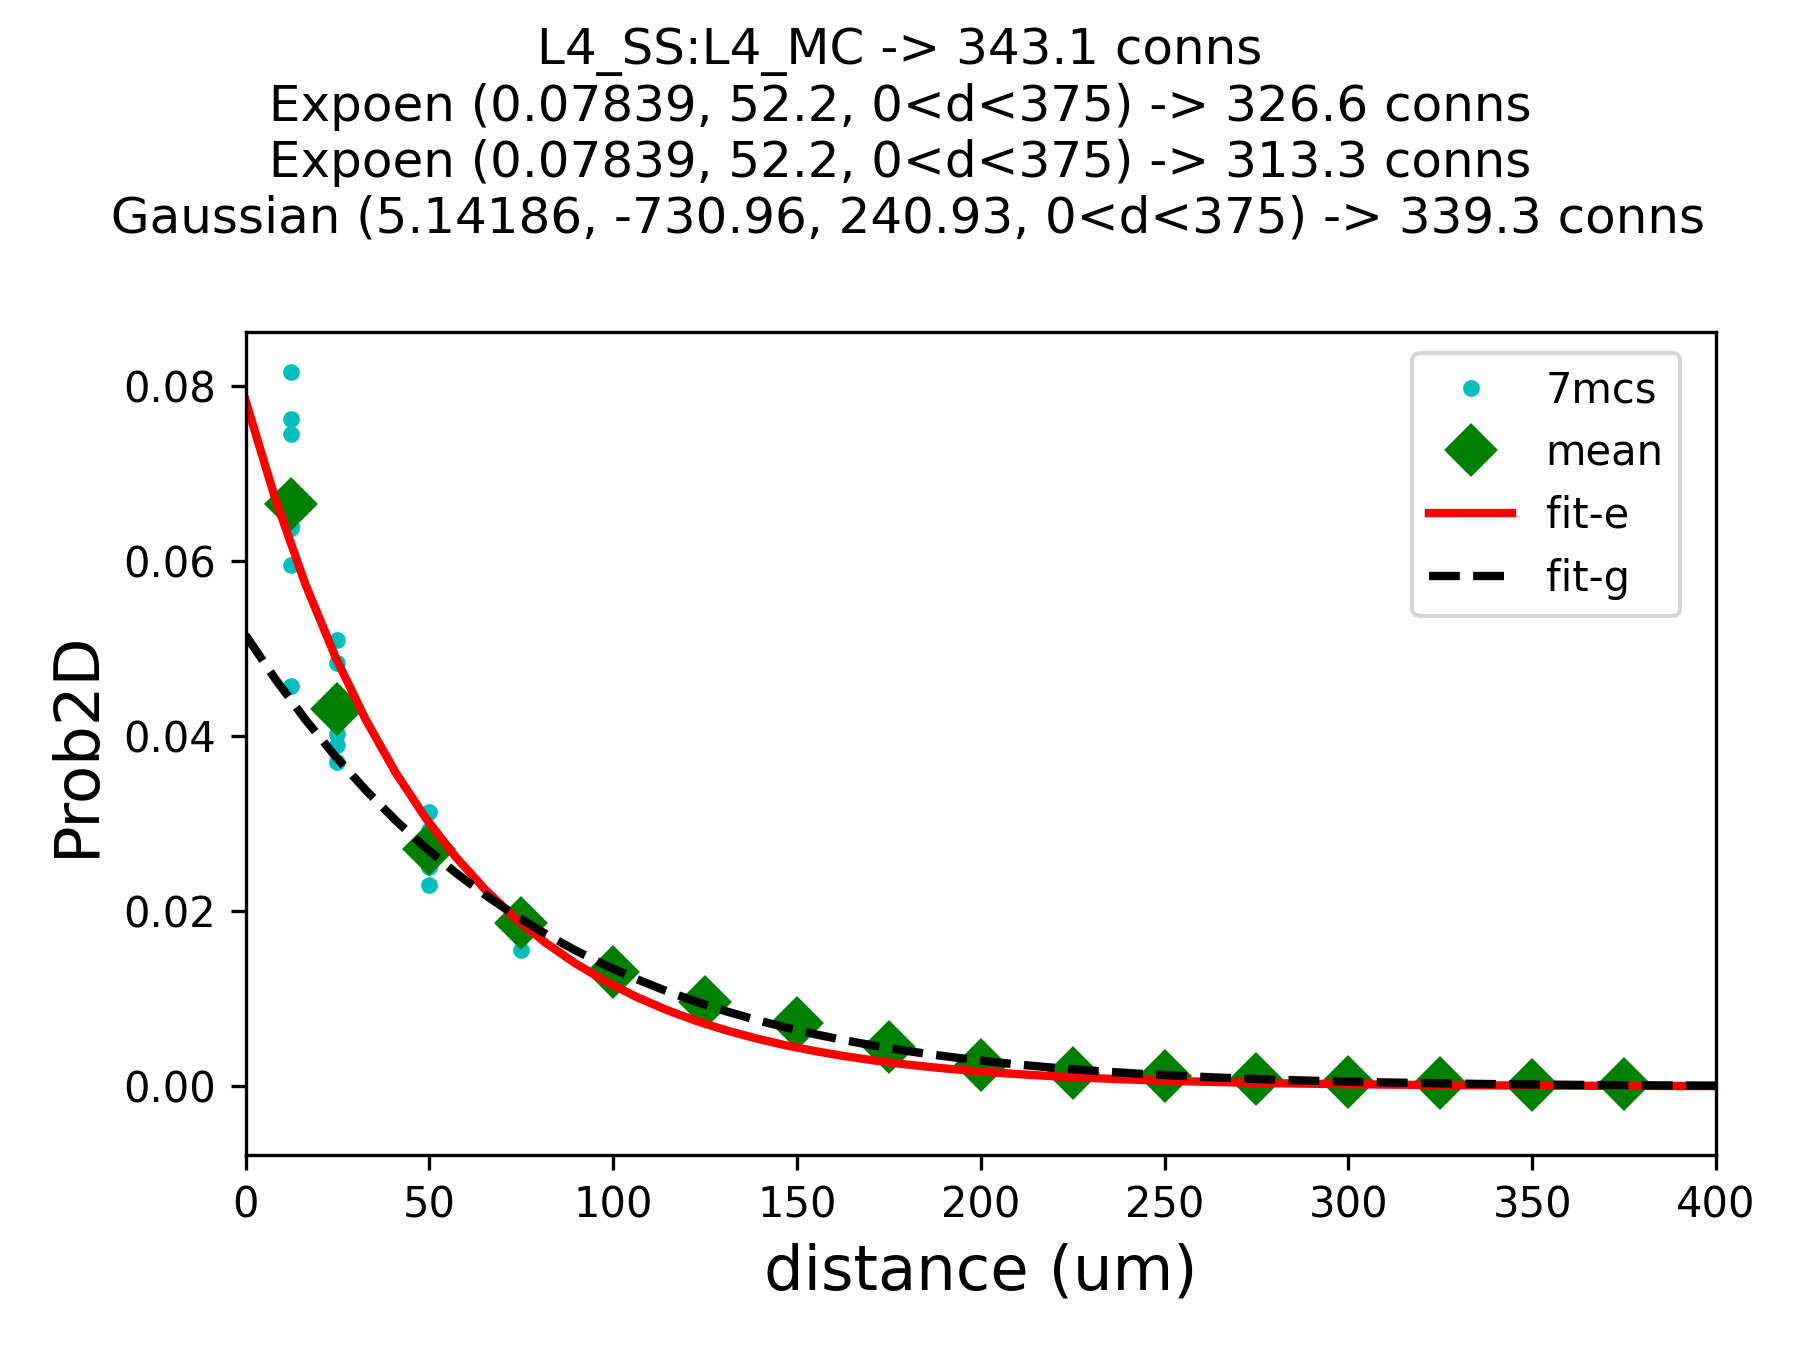 L4_SS:L4_MC -> 343.1 conns
Expoen (0.07839, 52.2, 0<d<375) -> 326.6 conns
Expoen (0.07839, 52.2, 0<d<375) -> 313.3 conns
Gaussian (5.14186, -730.96, 240.93, 0<d<375) -> 339.3 conns
7mcs
mean
fit-e
fit-g
Prob2D
0.08
0.06
0.04
0.02
0.00
0 50 100 150 200 250 300 350 400
distance (um)